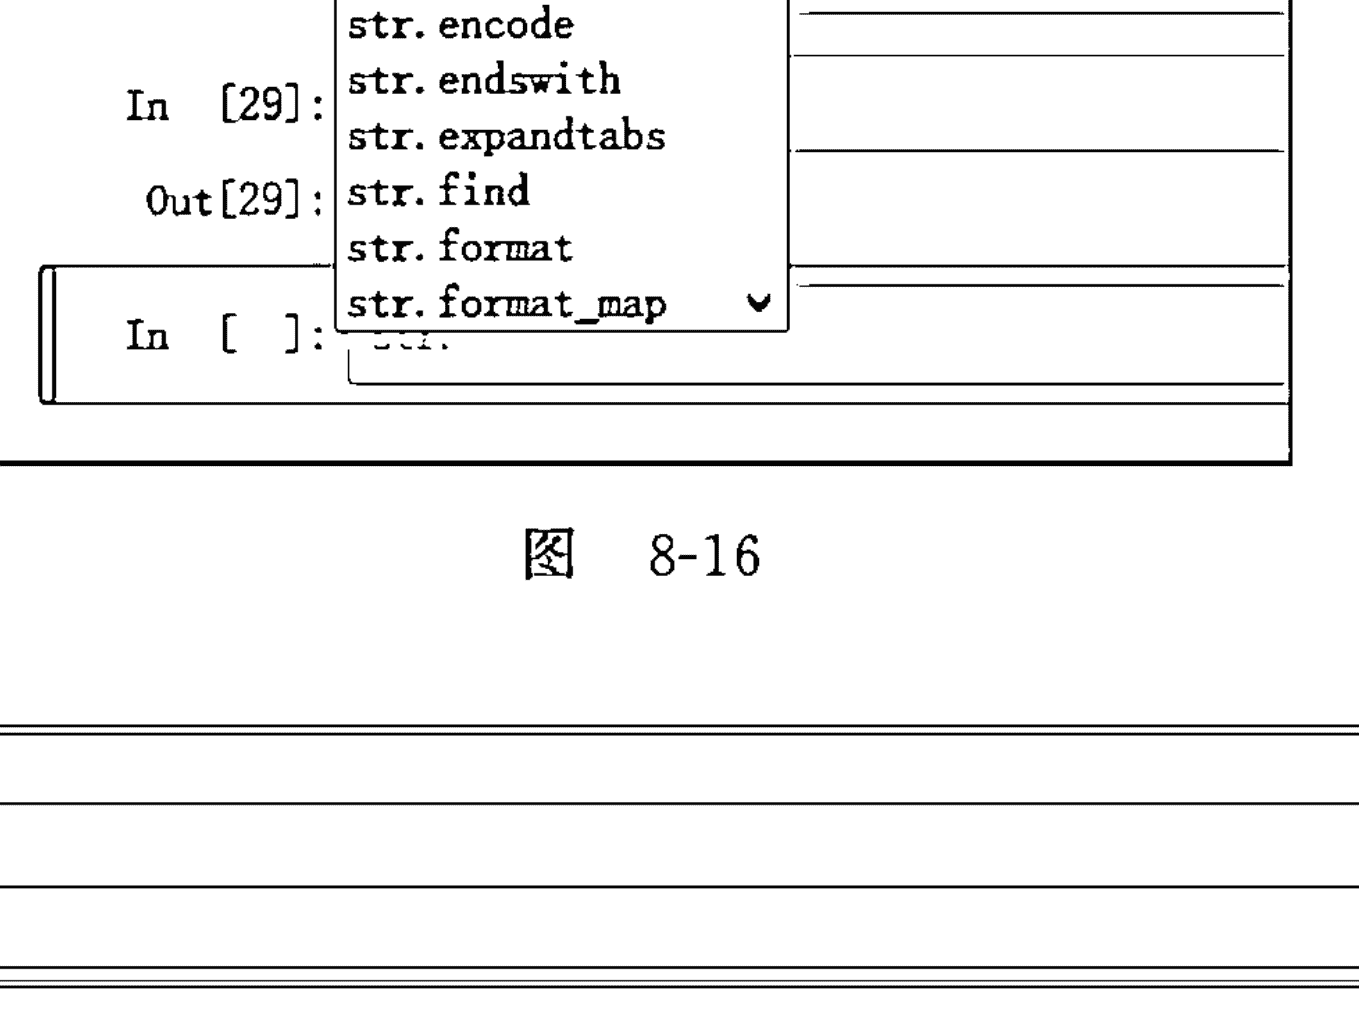 str.encode
str.endswith
In [29]:
str.expandtabs
Out[29]:
str.find
str.format
str.format_map
In [ ]:
str.
图 8-16